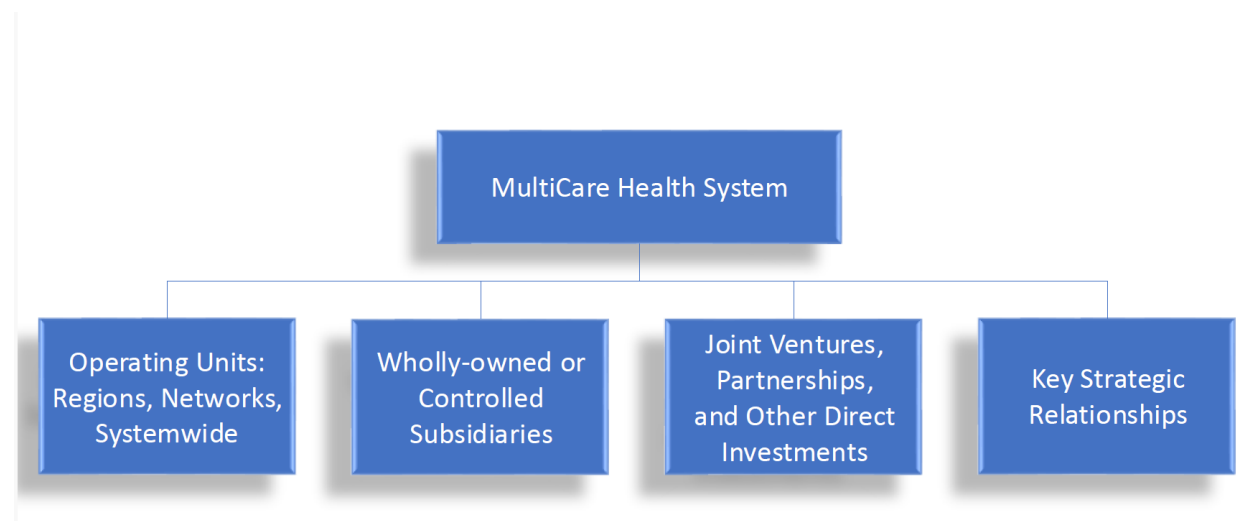 MultiCare Health System
Operating Units:
Regions, Networks,
Systemwide
Wholly-owned or
Controlled
Subsidiaries
Joint Ventures,
Partnerships,
and Other Direct
Investments
Key Strategic
Relationships